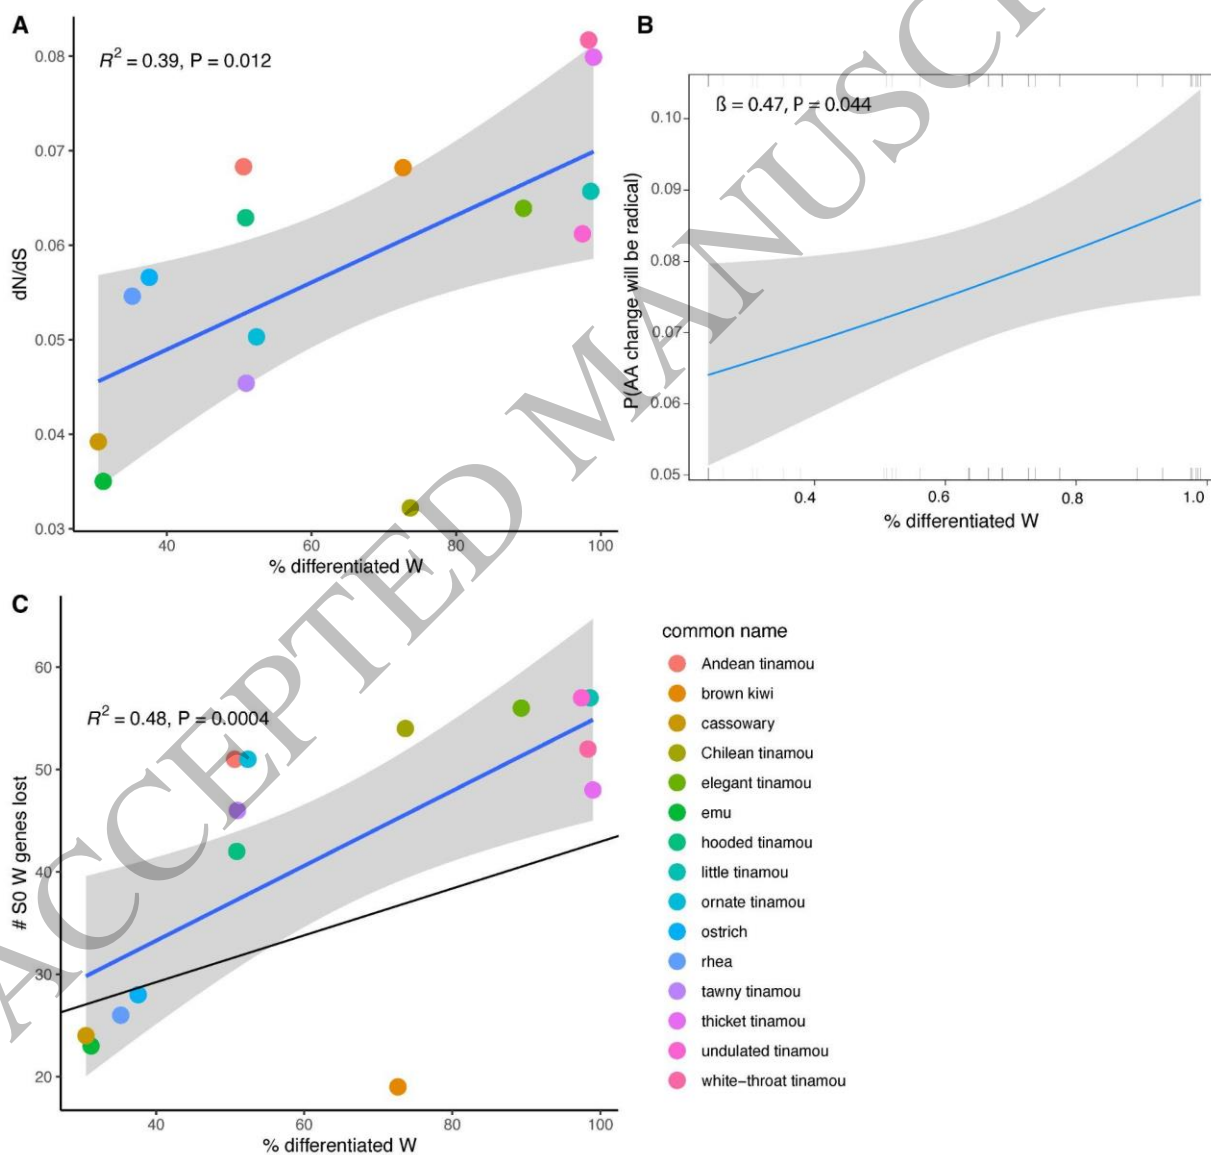 A
R² = 0.39, P = 0.012
0.08
0.07
0.06
0.05
0.04
0.03
dN/dS
40
60
80
100
% differentiated W
B
ß = 0.47, P = 0.044
0.10
0.09
0.08
0.07
0.06
0.05
P(AA change will be radical)
0.4
0.6
0.8
1.0
% differentiated W
C
R² = 0.48, P = 0.0004
60
50
40
30
20
# S0 W genes lost
40
60
80
100
% differentiated W
common name
Andean tinamou
brown kiwi
cassowary
Chilean tinamou
elegant tinamou
emu
hooded tinamou
little tinamou
ornate tinamou
ostrich
rhea
tawny tinamou
thicket tinamou
undulated tinamou
white−throat tinamou
ACCEPTED MANUSC